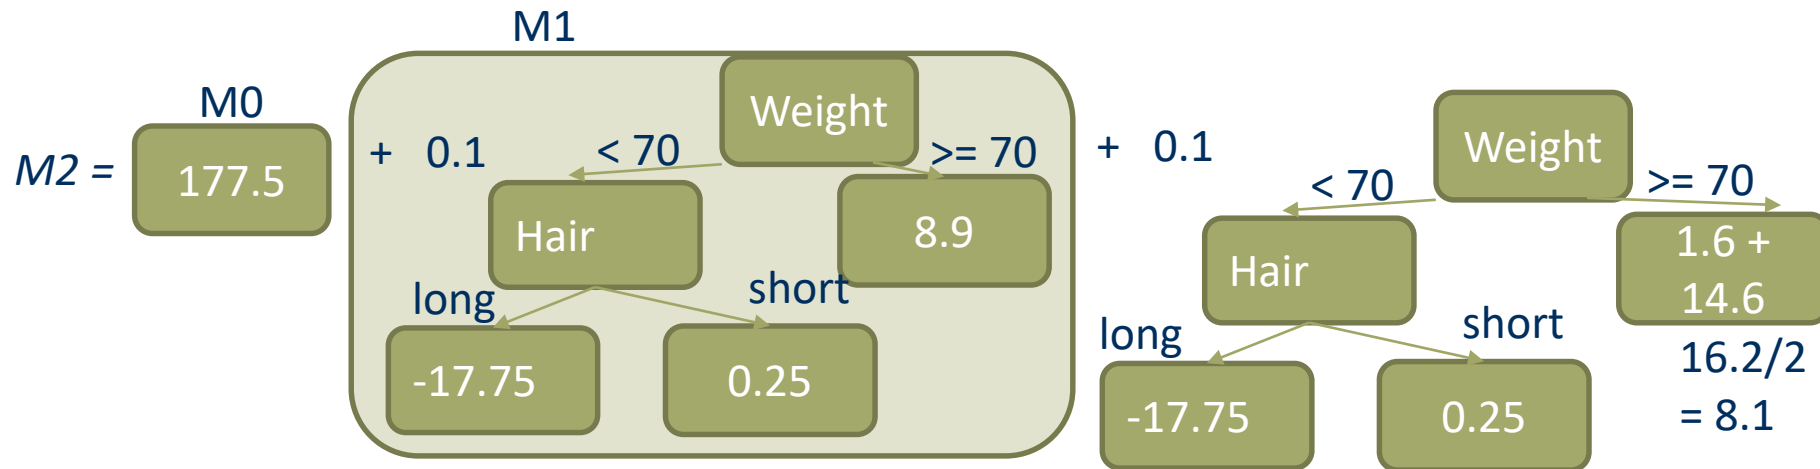 M1
M0
M2 =
177.5
+ 0.1
Weight
< 70
>= 70
Hair
8.9
long
short
-17.75
0.25
+ 0.1
Weight
< 70
>= 70
Hair
1.6 +
14.6
long
short
16.2/2
= 8.1
-17.75
0.25